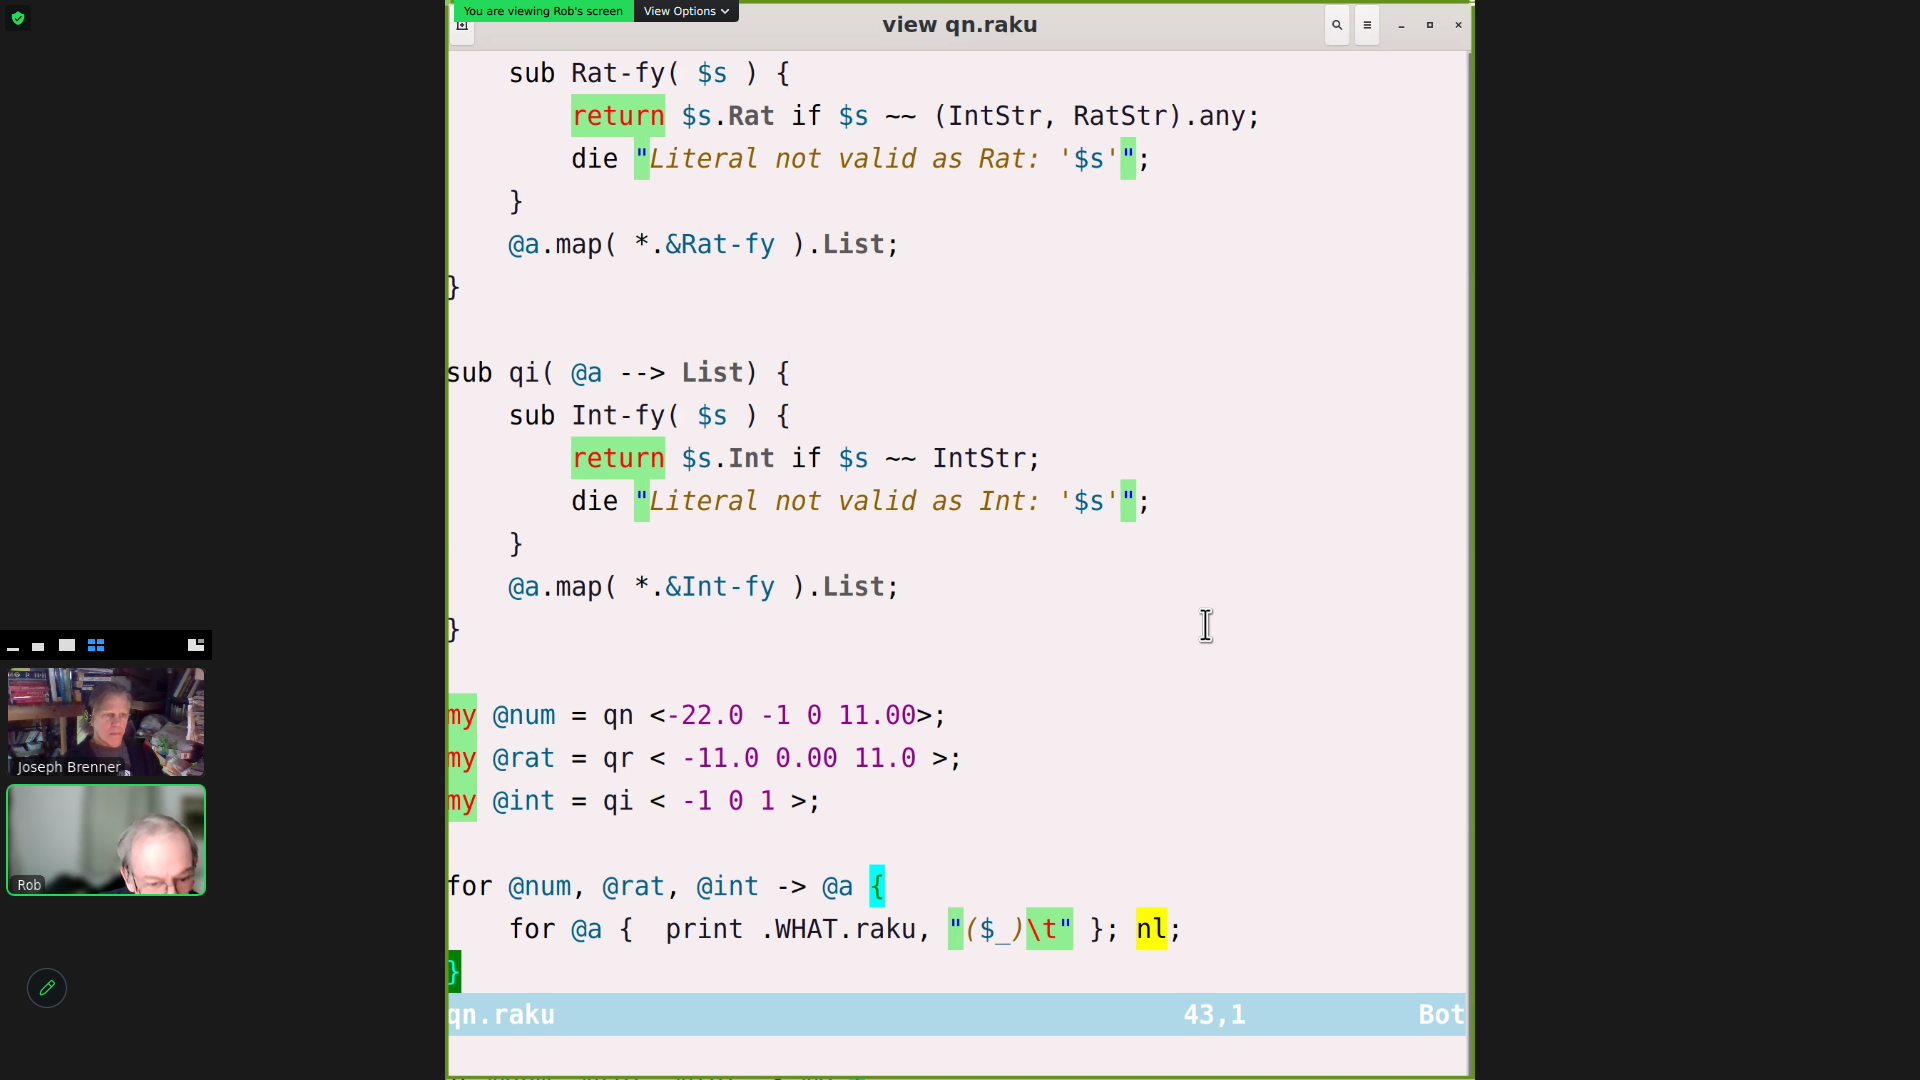 You are viewing Rob's screen View Options
view qn.raku
sub Rat-fy( $s ) {
return $s.Rat if $s ~~ (IntStr, RatStr).any;
die "Literal not valid as Rat: '$s'";
}
@a.map( *.&Rat-fy ).List;
}
sub qi( @a --> List) {
sub Int-fy( $s ) {
return $s.Int if $s ~~ IntStr;
die "Literal not valid as Int: '$s'";
}
@a.map( *.&Int-fy ).List;
}
my @num = qn <-22.0 -1 0 11.00>;
my @rat = qr < -11.0 0.00 11.0 >;
my @int = qi < -1 0 1 >;
for @num, @rat, @int -> @a {
for @a {  print .WHAT.raku, "($_)\t" }; nl;
}
qn.raku 43,1 Bot
Joseph Brenner
Rob